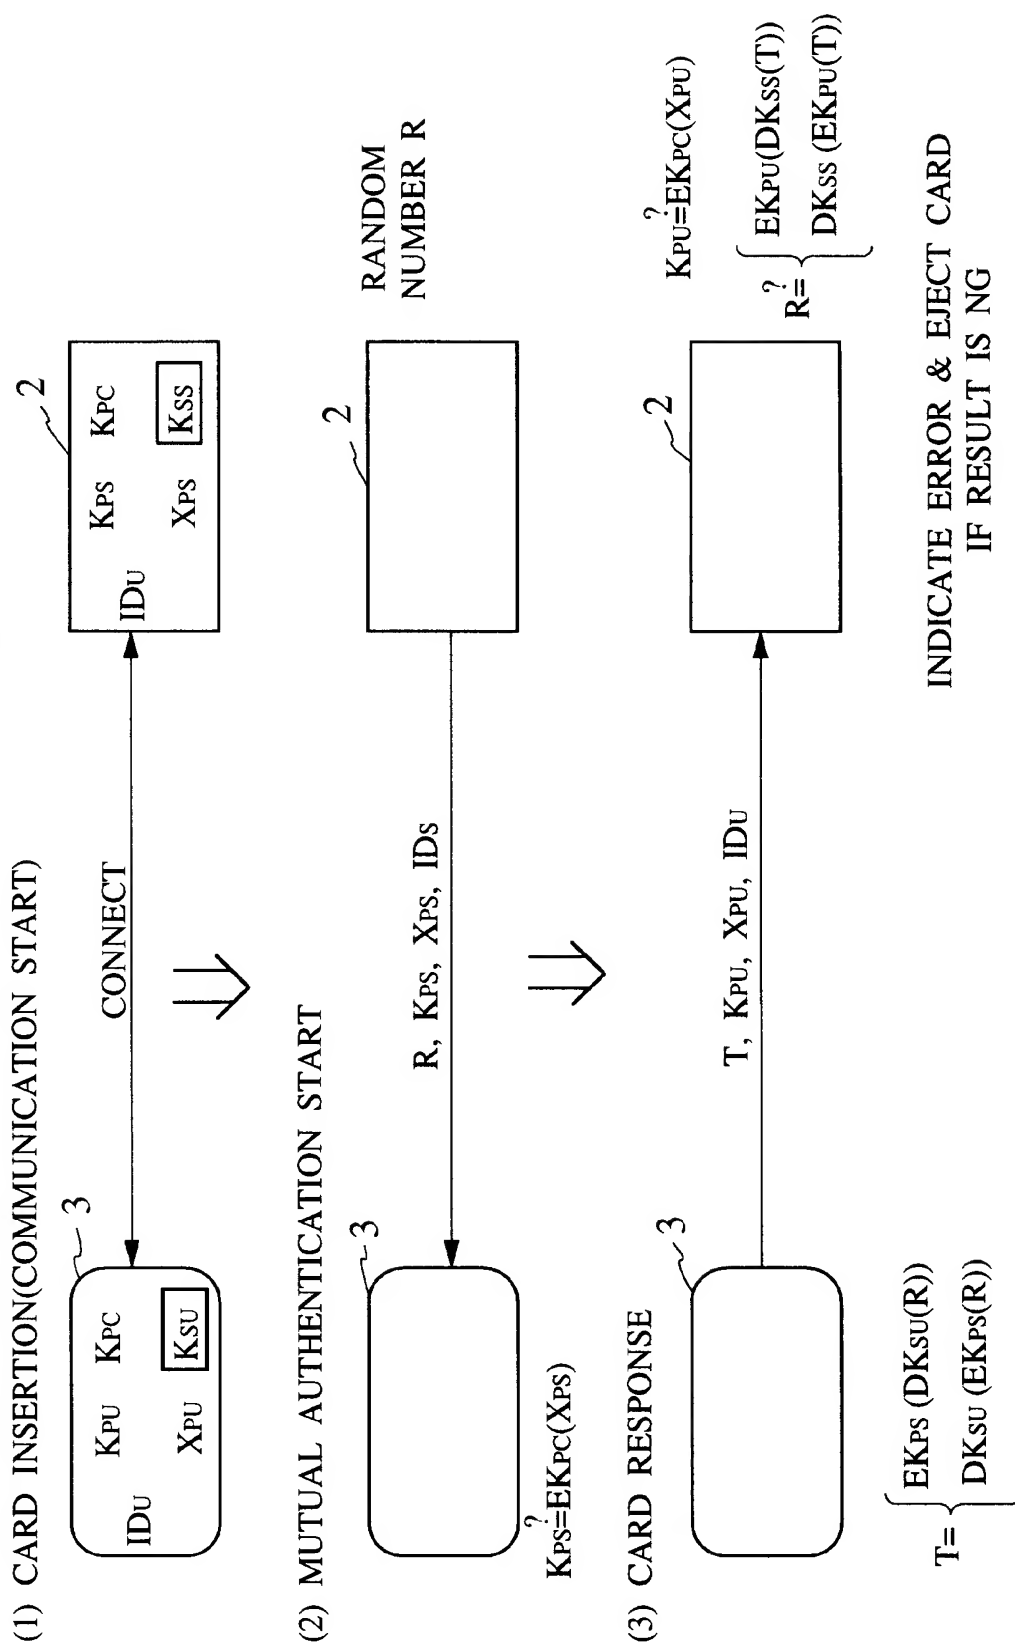 (1) CARD INSERTION(COMMUNICATION START)
3
IDU
KPU KPC
XPU KSU
CONNECT
2
IDU
KPS KPC
XPS KSS
(2) MUTUAL AUTHENTICATION START
3
KPS≟EKPC(XPS)
R, KPS, XPS, IDS
2
RANDOM
NUMBER R
(3) CARD RESPONSE
3
T= { EKPS (DKSU(R))
DKSU (EKPS(R))
T, KPU, XPU, IDU
2
KPU≟EKPC(XPU)
R≟ { EKPU(DKSS(T))
DKSS (EKPU(T))
INDICATE ERROR & EJECT CARD
IF RESULT IS NG